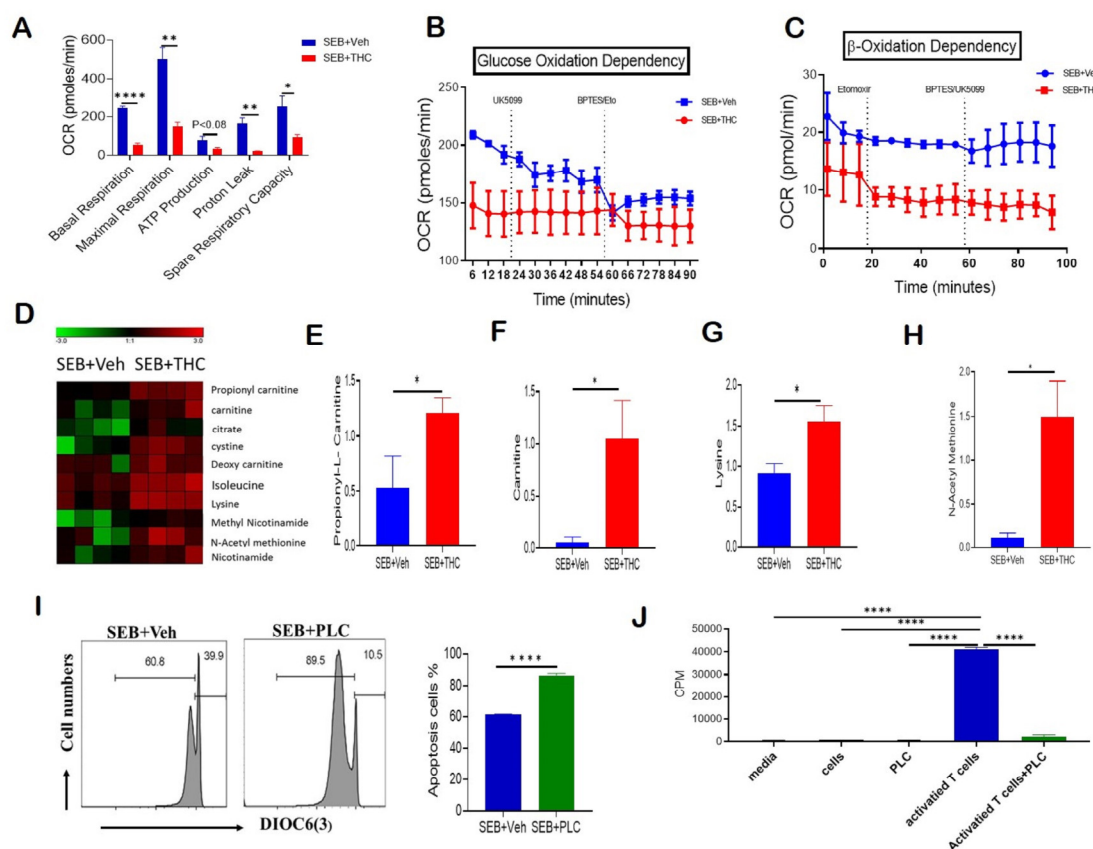 A
OCR (pmoles/min)
600
400
200
0
SEB+Veh
SEB+THC
****
**
P<0.08
**
*
Basal Respiration
Maximal Respiration
ATP Production
Proton Leak
Spare Respiratory Capacity
B
Glucose Oxidation Dependency
OCR (pmoles/min)
250
200
150
100
UK5099
BPTES/Eto
SEB+Veh
SEB+THC
6 12 18 24 30 36 42 48 54 60 66 72 78 84 90
Time (minutes)
C
β-Oxidation Dependency
OCR (pmol/min)
30
20
10
0
Etomoxir
BPTES/UK5099
SEB+Ve
SEB+TH
0 20 40 60 80 100
Time (minutes)
D
-3.0 1:1 3.0
SEB+Veh SEB+THC
Propionyl carnitine
carnitine
citrate
cystine
Deoxy carnitine
Isoleucine
Lysine
Methyl Nicotinamide
N-Acetyl methionine
Nicotinamide
E
Propionyl-L- Carnitine
1.5
1.0
0.5
0.0
*
SEB+Veh SEB+THC
F
Carnitine
1.5
1.0
0.5
0.0
*
SEB+Veh SEB+THC
G
Lysine
2.0
1.5
1.0
0.5
0.0
*
SEB+Veh SEB+THC
H
N-Acetyl Methionine
2.0
1.5
1.0
0.5
0.0
*
SEB+Veh SEB+THC
I
SEB+Veh
60.8
39.9
SEB+PLC
89.5
10.5
Cell numbers
DIOC6(3)
Apoptosis cells %
100
80
60
40
20
0
****
SEB+Veh SEB+PLC
J
CPM
50000
40000
30000
20000
10000
0
****
****
****
****
media
cells
PLC
activatied T cells
Activatied T cells+PLC